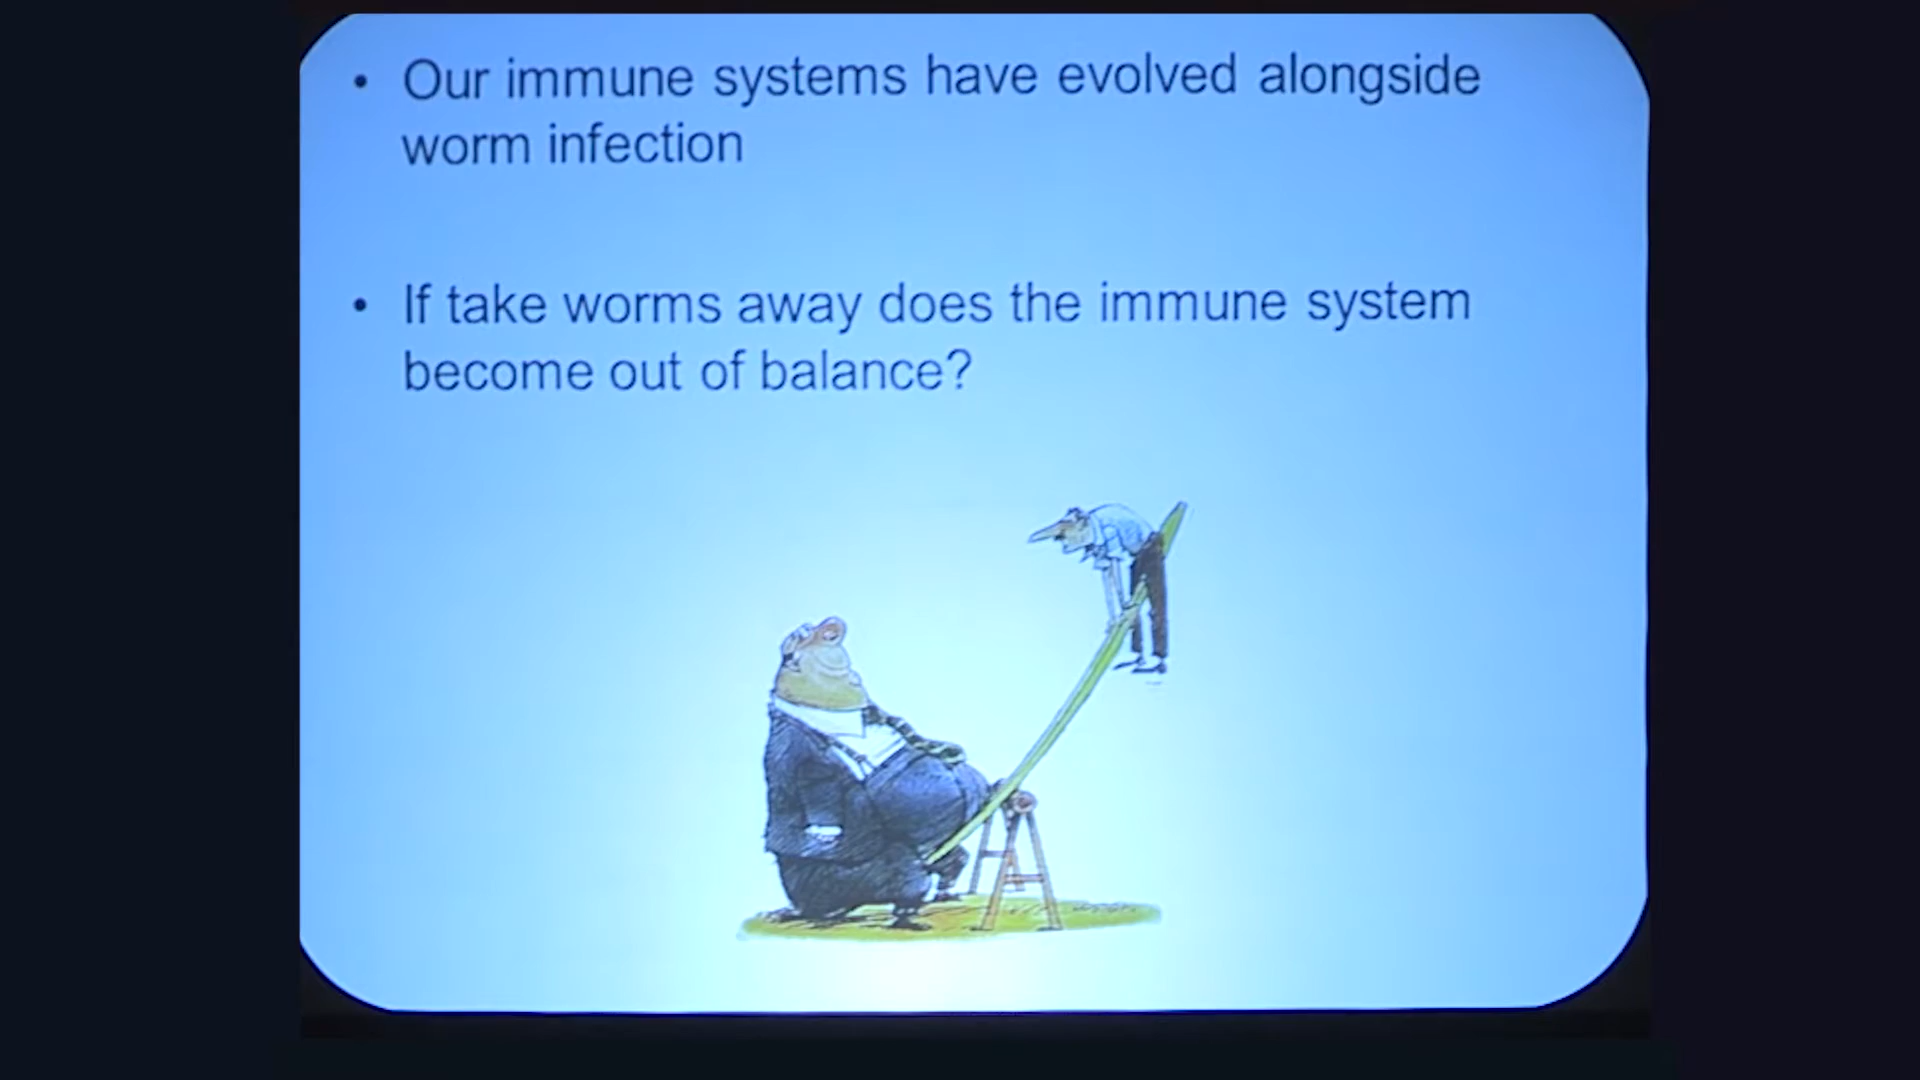 • Our immune systems have evolved alongside
worm infection
• If take worms away does the immune system
become out of balance?